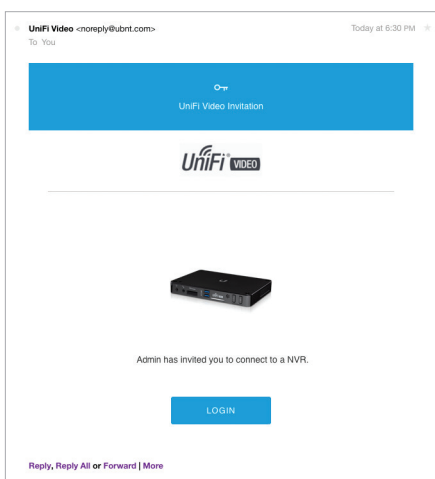 UniFi Video <noreply@ubnt.com> Today at 6:30 PM
To You
UniFi Video Invitation
UniFi VIDEO
Admin has invited you to connect to a NVR.
LOGIN
Reply, Reply All or Forward | More